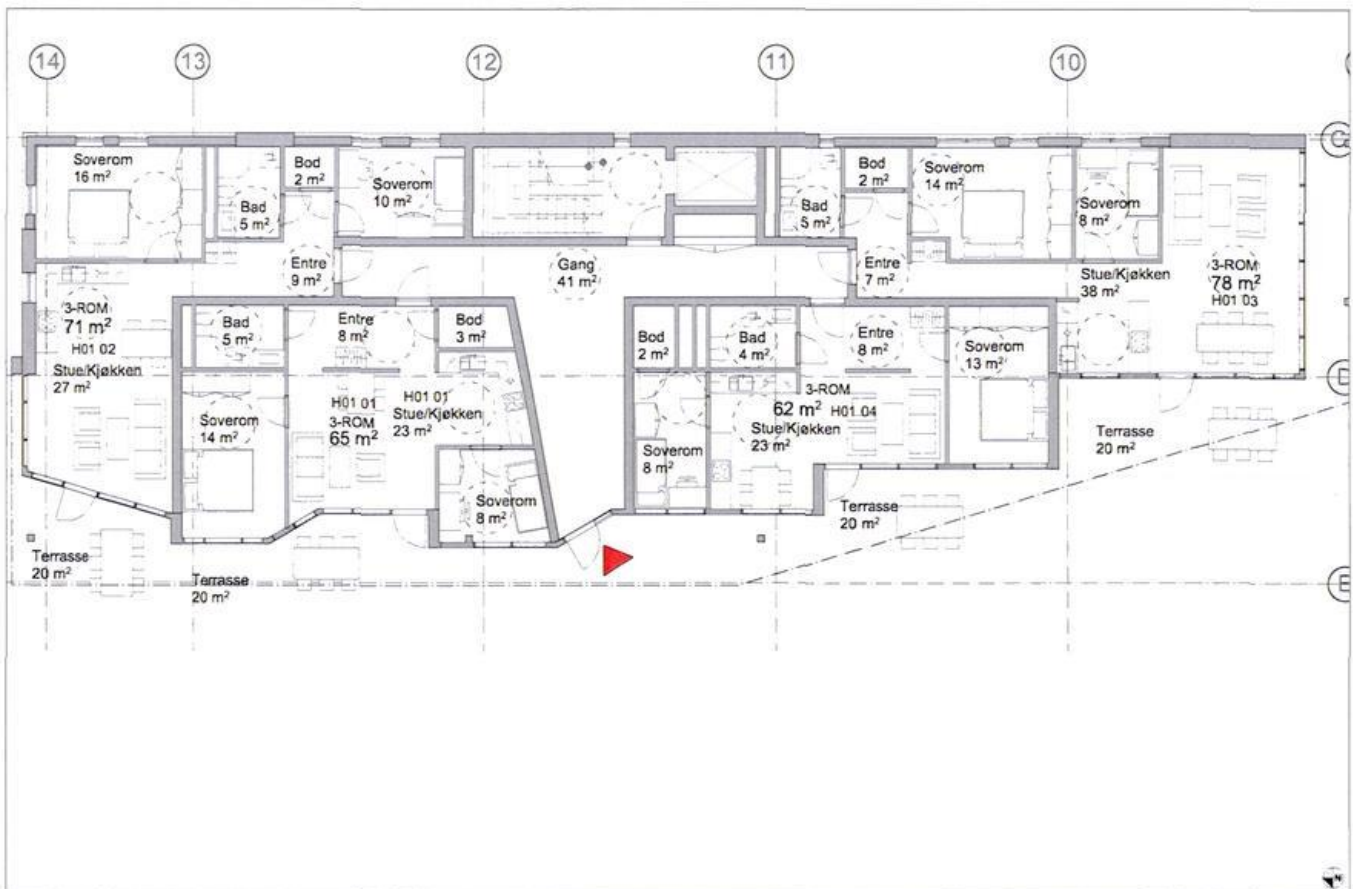 14
13
12
11
10
C
Soverom
16 m²
Bad
5 m²
Bod
2 m²
Soverom
10 m²
Bad
5 m²
Bod
2 m²
Soverom
14 m²
Soverom
8 m²
Entre
9 m²
Gang
41 m²
Entre
7 m²
Stue/Kjøkken
38 m²
3-ROM
78 m²
H01 03
3-ROM
71 m²
H01 02
Stue/Kjøkken
27 m²
Bad
5 m²
Entre
8 m²
Bod
3 m²
Bod
2 m²
Bad
4 m²
Entre
8 m²
Soverom
13 m²
D
Soverom
14 m²
H01 01
3-ROM
65 m²
H01 01
Stue/Kjøkken
23 m²
Soverom
8 m²
Soverom
8 m²
3-ROM
62 m²
H01 04
Stue/Kjøkken
23 m²
Terrasse
20 m²
Terrasse
20 m²
Terrasse
20 m²
Terrasse
20 m²
E
N